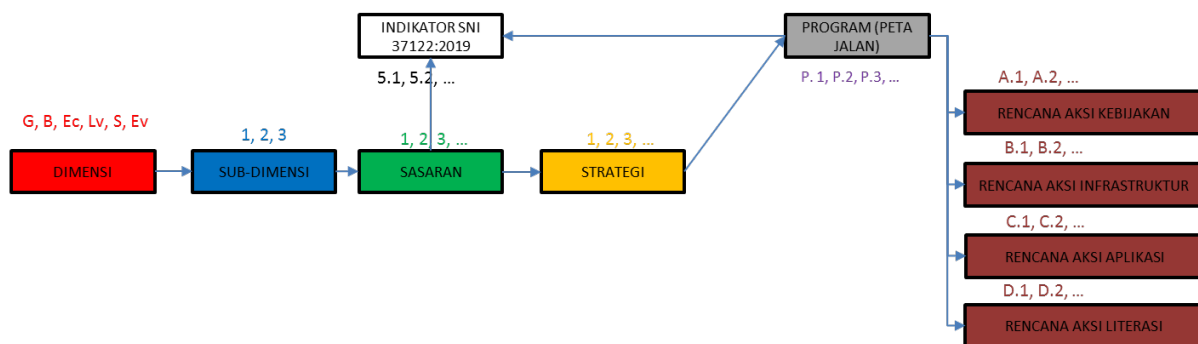 INDIKATOR SNI
37122:2019
PROGRAM (PETA
JALAN)
5.1, 5.2, ...
P. 1, P.2, P.3, ...
A.1, A.2, ...
RENCANA AKSI KEBIJAKAN
G, B, Ec, Lv, S, Ev
1, 2, 3
1, 2, 3, ...
1, 2, 3, ...
B.1, B.2, ...
DIMENSI
SUB-DIMENSI
SASARAN
STRATEGI
RENCANA AKSI INFRASTRUKTUR
C.1, C.2, ...
RENCANA AKSI APLIKASI
D.1, D.2, ...
RENCANA AKSI LITERASI